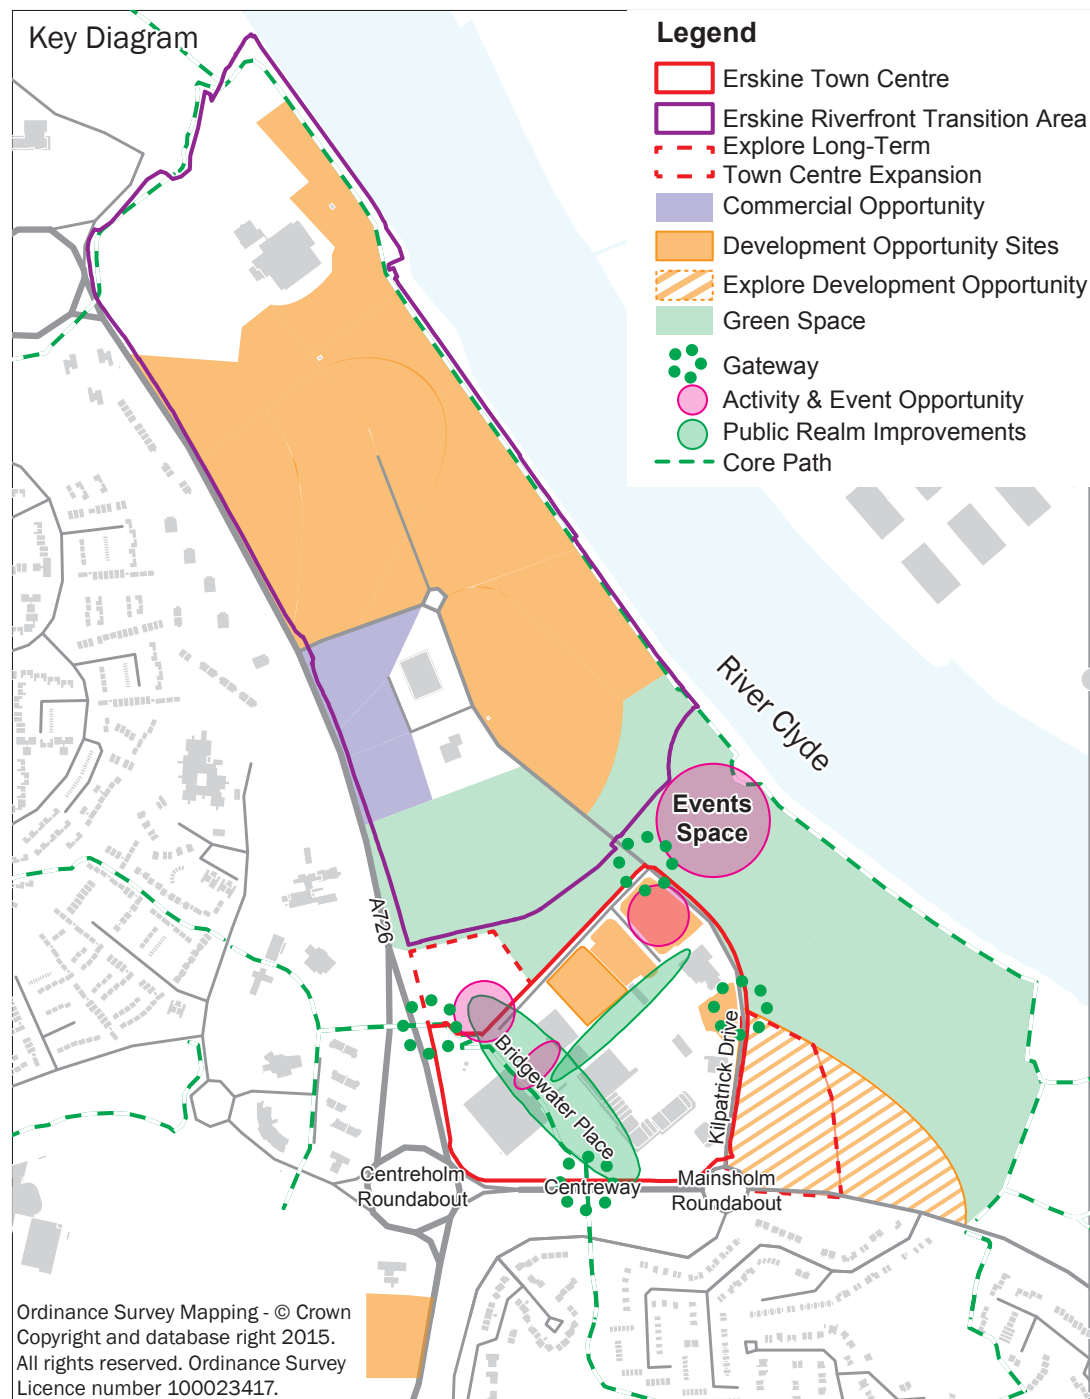 Key Diagram
Legend
Erskine Town Centre
Erskine Riverfront Transition Area
Explore Long-Term
Town Centre Expansion
Commercial Opportunity
Development Opportunity Sites
Explore Development Opportunity
Green Space
Gateway
Activity & Event Opportunity
Public Realm Improvements
Core Path
River Clyde
Events
Space
A726
Bridgewater Place
Kilpatrick Drive
Centreholm
Roundabout
Centreway
Mainsholm
Roundabout
Ordinance Survey Mapping - © Crown
Copyright and database right 2015.
All rights reserved. Ordinance Survey
Licence number 100023417.